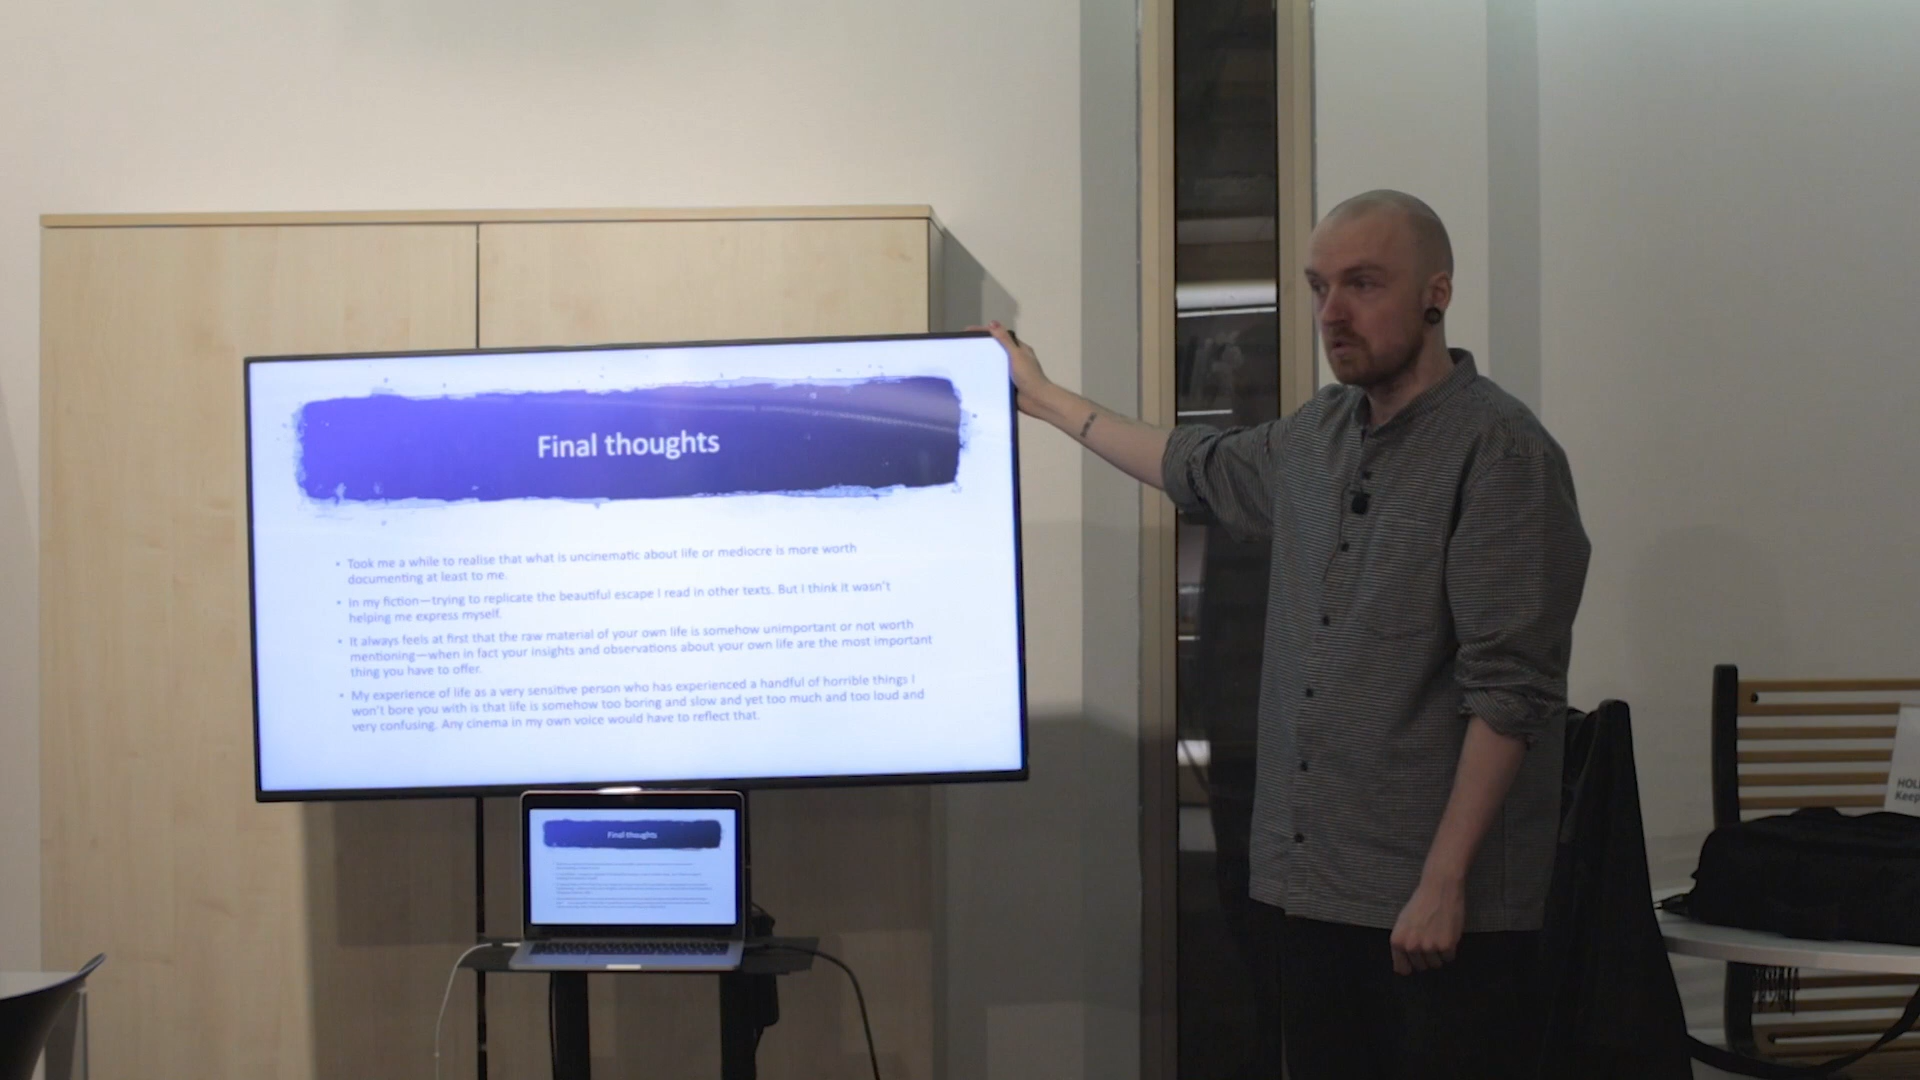 Final thoughts
• Took me a while to realise that what is uncinematic about life or mediocre is more worth
documenting at least to me.
• In my fiction—trying to replicate the beautiful escape I read in other texts. But I think it wasn't
helping me express myself.
• It always feels at first that the raw material of your own life is somehow unimportant or not worth
mentioning—when in fact your insights and observations about your own life are the most important
thing you have to offer.
• My experience of life as a very sensitive person who has experienced a handful of horrible things I
won't bore you with is that life is somehow too boring and slow and yet too much and too loud and
very confusing. Any cinema in my own voice would have to reflect that.
Final thoughts
Keep